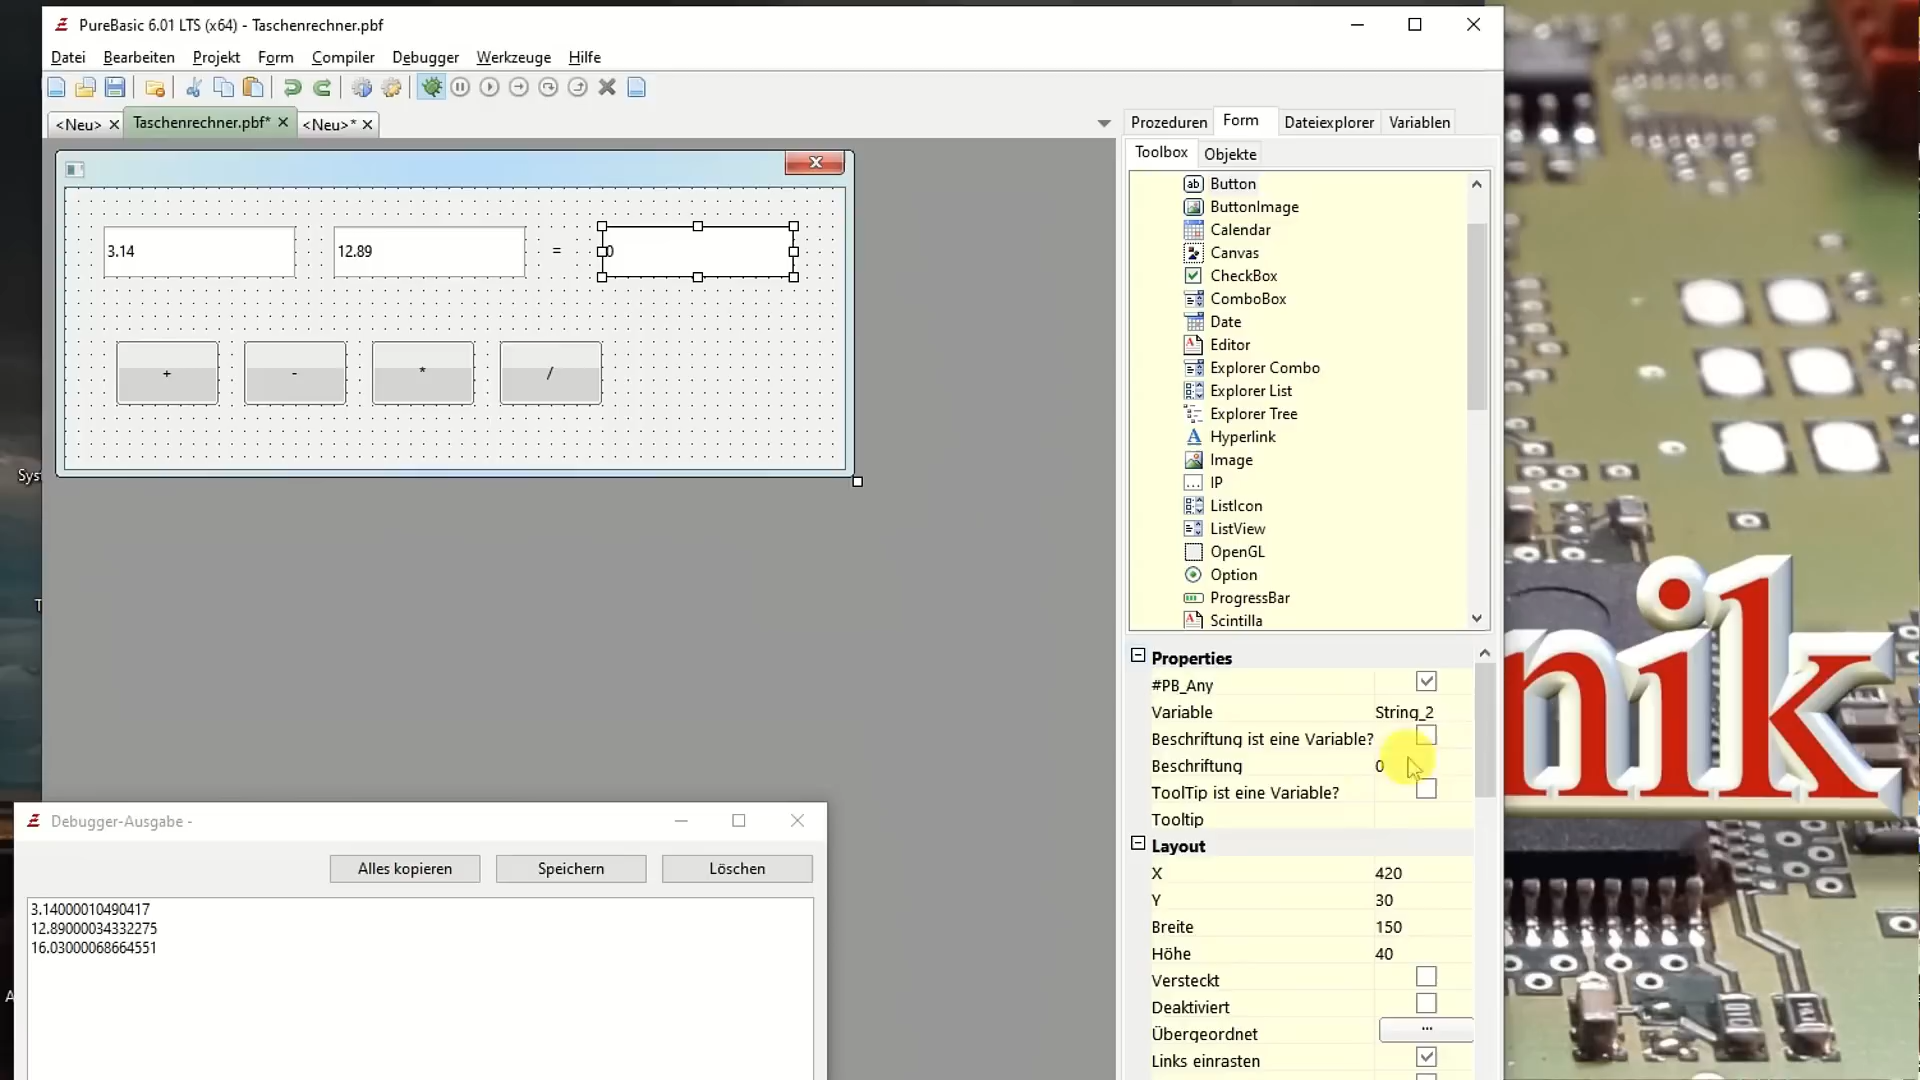 PureBasic 6.01 LTS (x64) - Taschenrechner.pbf
Datei Bearbeiten Projekt Form Compiler Debugger Werkzeuge Hilfe
<Neu> Taschenrechner.pbf* <Neu>*
Prozeduren Form Dateiexplorer Variablen
Toolbox Objekte
3.14 12.89 = 0
+ - * /
Button
ButtonImage
Calendar
Canvas
CheckBox
ComboBox
Date
Editor
Explorer Combo
Explorer List
Explorer Tree
Hyperlink
Image
IP
ListIcon
ListView
OpenGL
Option
ProgressBar
Scintilla
Properties
#PB_Any
Variable String_2
Beschriftung ist eine Variable?
Beschriftung 0
ToolTip ist eine Variable?
Tooltip
Layout
X 420
Y 30
Breite 150
Höhe 40
Versteckt
Deaktiviert
Übergeordnet ...
Links einrasten
Debugger-Ausgabe -
Alles kopieren Speichern Löschen
3.14000010490417
12.89000034332275
16.03000068664551
nik